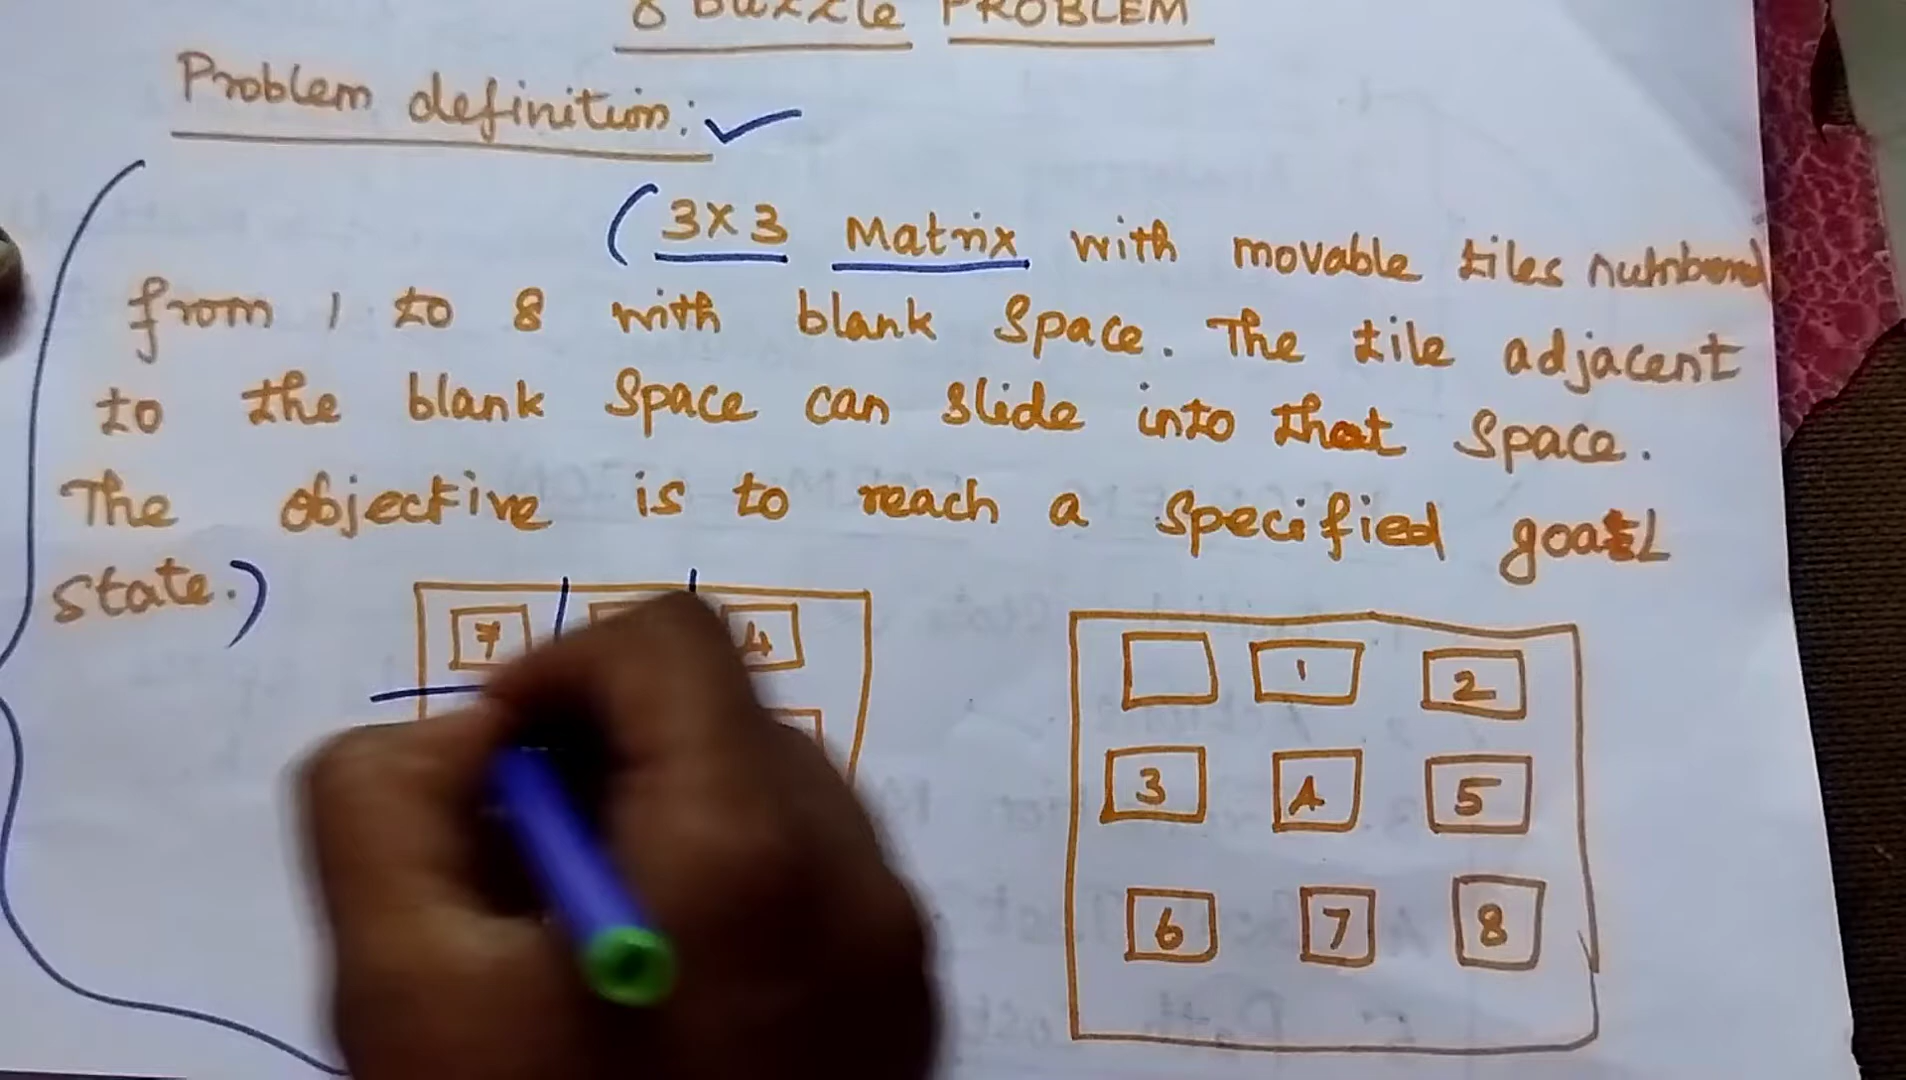 8 Puzzle PROBLEM
Problem definition:
3x3 Matrix with movable tiles numbered
from 1 to 8 with blank space. The tile adjacent
to the blank space can slide into that space.
The objective is to reach a specified goal
state.
7 4
1 2
3 4 5
6 7 8